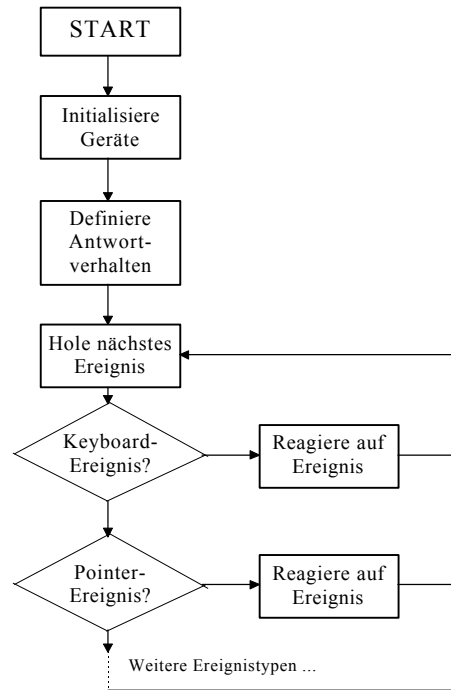 START
Initialisiere
Geräte
Definiere
Antwort-
verhalten
Hole nächstes
Ereignis
Keyboard-
Ereignis?
Reagiere auf
Ereignis
Pointer-
Ereignis?
Reagiere auf
Ereignis
Weitere Ereignistypen ...